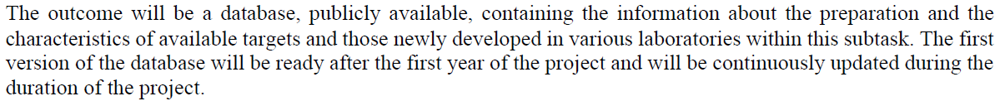 The outcome will be a database, publicly available, containing the information about the preparation and the
characteristics of available targets and those newly developed in various laboratories within this subtask. The first
version of the database will be ready after the first year of the project and will be continuously updated during the
duration of the project.